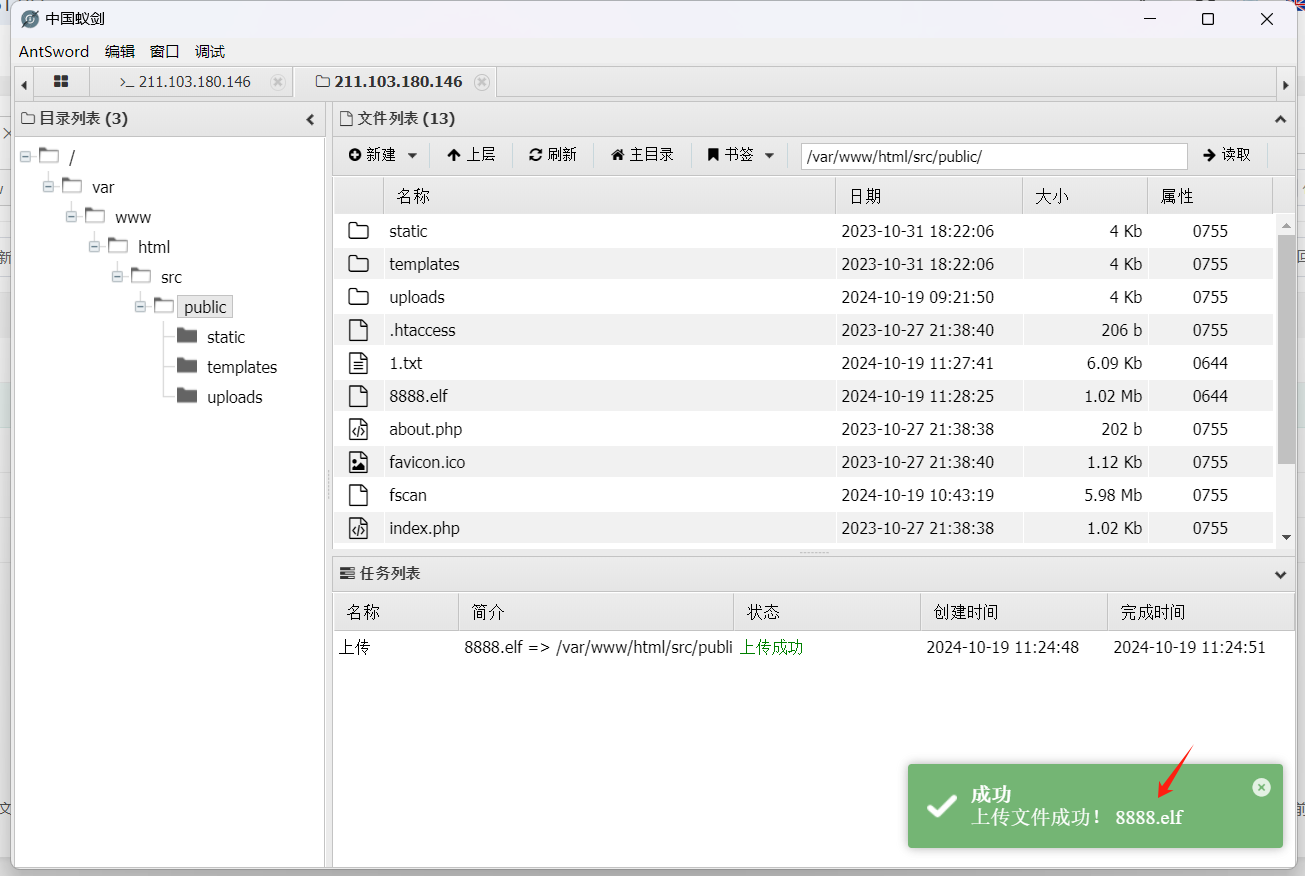 中国蚁剑
AntSword 编辑 窗口 调试
>_ 211.103.180.146 211.103.180.146
目录列表 (3)
/
var
www
html
src
public
static
templates
uploads
文件列表 (13)
新建 上层 刷新 主目录 书签 /var/www/html/src/public/ 读取
名称 日期 大小 属性
static 2023-10-31 18:22:06 4 Kb 0755
templates 2023-10-31 18:22:06 4 Kb 0755
uploads 2024-10-19 09:21:50 4 Kb 0755
.htaccess 2023-10-27 21:38:40 206 b 0755
1.txt 2024-10-19 11:27:41 6.09 Kb 0644
8888.elf 2024-10-19 11:28:25 1.02 Mb 0644
about.php 2023-10-27 21:38:38 202 b 0755
favicon.ico 2023-10-27 21:38:40 1.12 Kb 0755
fscan 2024-10-19 10:43:19 5.98 Mb 0755
index.php 2023-10-27 21:38:38 1.02 Kb 0755
任务列表
名称 简介 状态 创建时间 完成时间
上传 8888.elf => /var/www/html/src/publi 上传成功 2024-10-19 11:24:48 2024-10-19 11:24:51
成功
上传文件成功！ 8888.elf